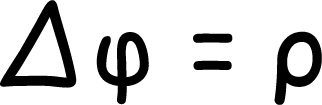 Δφ = ρ